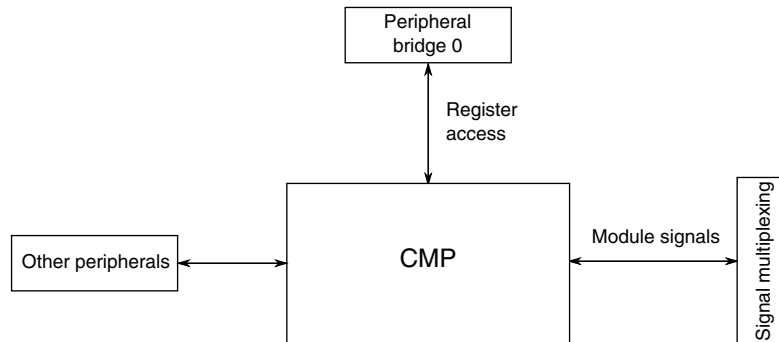 Peripheral
bridge 0
Register
access
Other peripherals
CMP
Module signals
Signal multiplexing